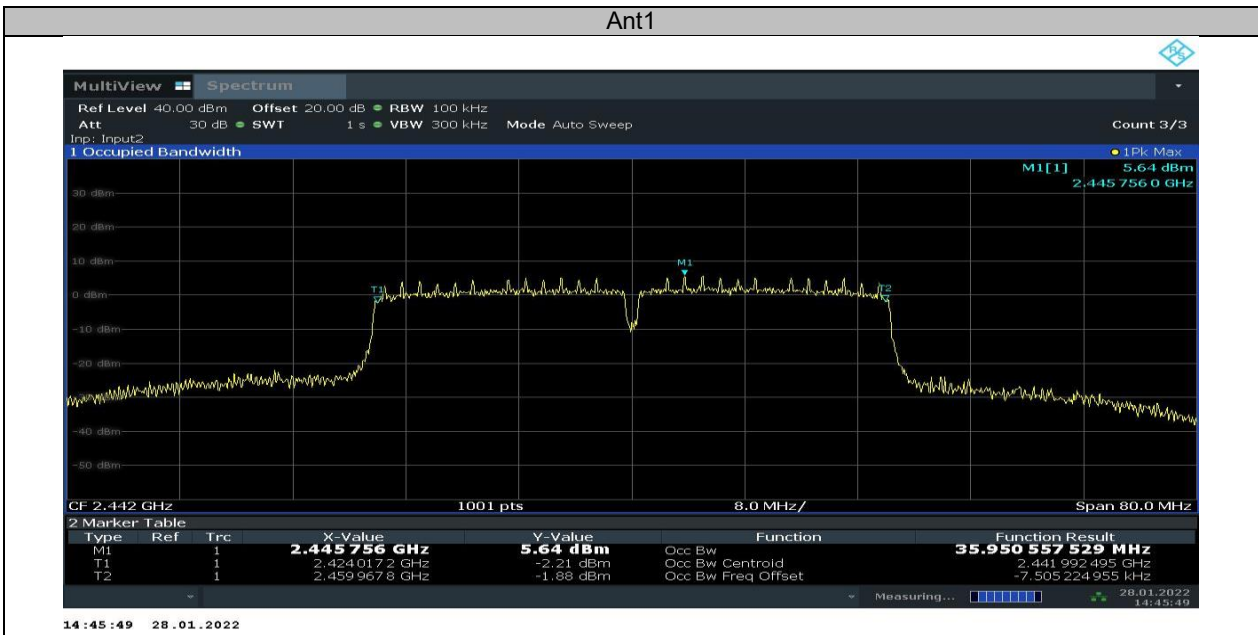 Ant1
R S
MultiView Spectrum
Ref Level 40.00 dBm Offset 20.00 dB RBW 100 kHz
Att 30 dB SWT 1 s VBW 300 kHz Mode Auto Sweep Count 3/3
Inp: Input2
1 Occupied Bandwidth 1Pk Max
M1[1] 5.64 dBm
2.445 756 0 GHz
30 dBm
20 dBm
10 dBm
M1
T1 T2
0 dBm
-10 dBm
-20 dBm
-40 dBm
-50 dBm
CF 2.442 GHz 1001 pts 8.0 MHz/ Span 80.0 MHz
2 Marker Table
Type Ref Trc X-Value Y-Value Function Function Result
M1 1 2.445 756 GHz 5.64 dBm Occ Bw 35.950 557 529 MHz
T1 1 2.424 017 2 GHz -2.21 dBm Occ Bw Centroid 2.441 992 495 GHz
T2 1 2.459 967 8 GHz -1.88 dBm Occ Bw Freq Offset -7.505 224 955 kHz
Measuring... 28.01.2022
14:45:49
14:45:49 28.01.2022